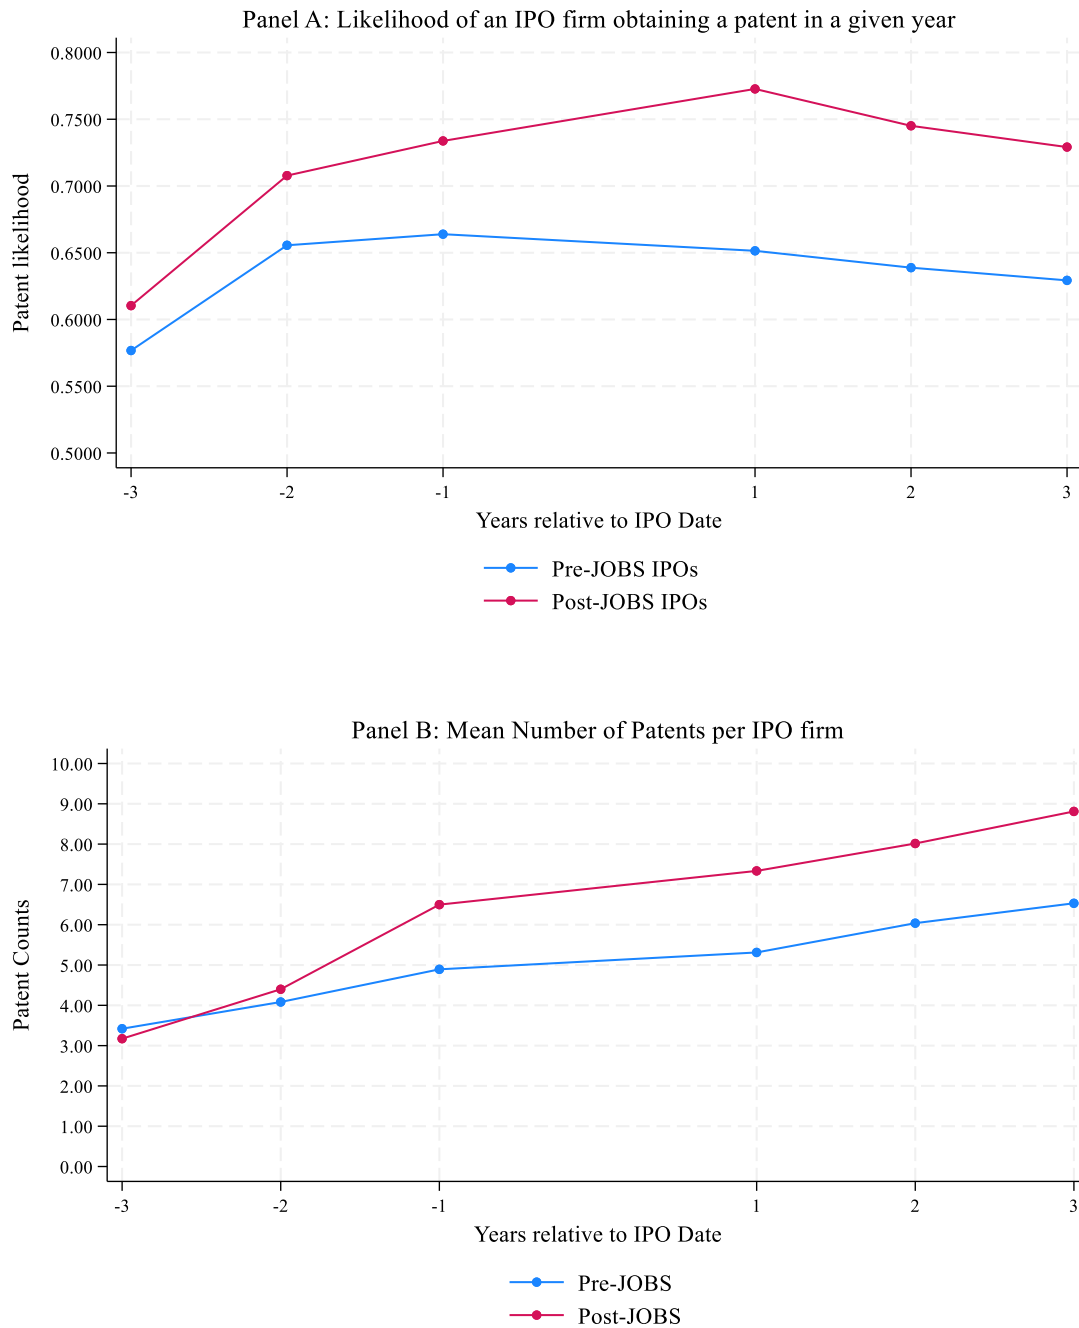 Panel A: Likelihood of an IPO firm obtaining a patent in a given year
0.8000
0.7500
0.7000
0.6500
0.6000
0.5500
0.5000
Patent likelihood
-3 -2 -1 1 2 3
Years relative to IPO Date
Pre-JOBS IPOs
Post-JOBS IPOs
Panel B: Mean Number of Patents per IPO firm
10.00
9.00
8.00
7.00
6.00
5.00
4.00
3.00
2.00
1.00
0.00
Patent Counts
-3 -2 -1 1 2 3
Years relative to IPO Date
Pre-JOBS
Post-JOBS